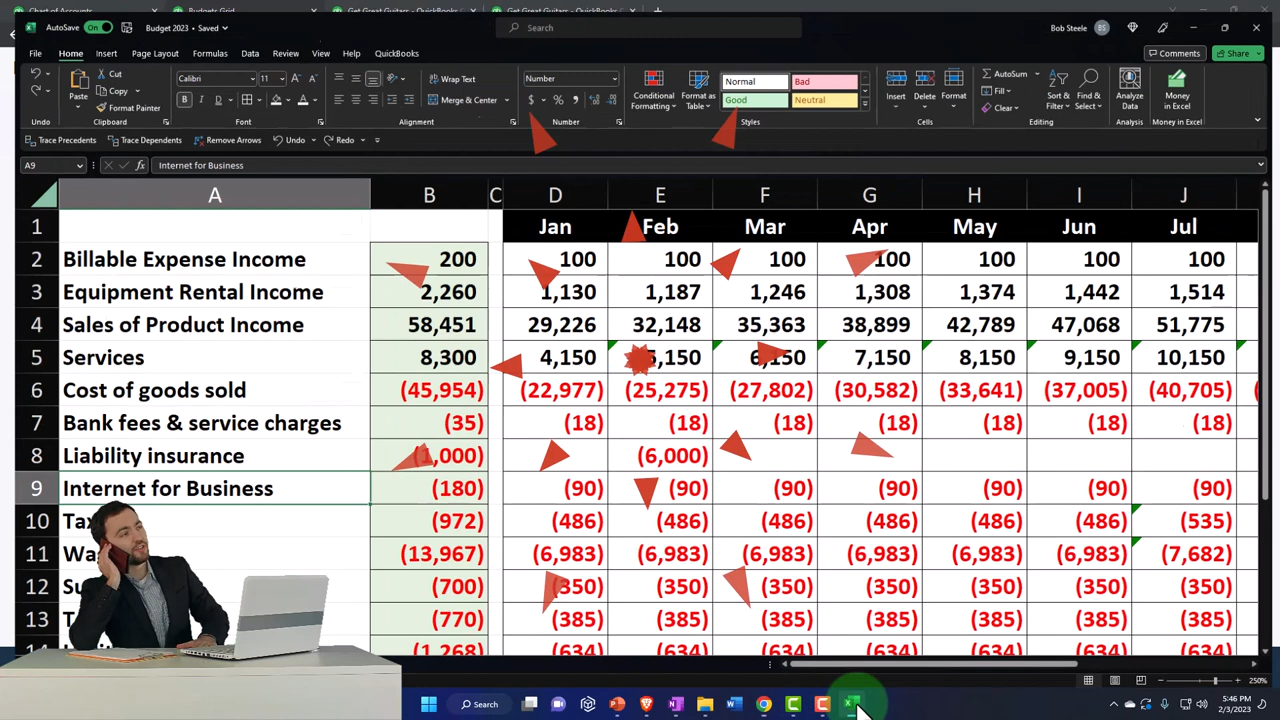 Chart of Accounts Budget Grid Get Great Guitars - QuickBooks Get Great Guitars - QuickBooks
AutoSave On Budget 2023 • Saved Search Bob Steele BS
File Home Insert Page Layout Formulas Data Review View Help QuickBooks Comments Share
Cut Calibri 11 Wrap Text Number Normal Bad AutoSum
Paste Copy Conditional Formatting Format as Table Good Neutral Insert Delete Format Fill Sort & Filter Find & Select Analyze Data Money in Excel
Format Painter Merge & Center Clear
Undo Clipboard Font Alignment Number Styles Cells Editing Analysis Money in Excel
Trace Precedents Trace Dependents Remove Arrows Undo Redo
A9 fx Internet for Business
A B C D E F G H I J
1 Jan Feb Mar Apr May Jun Jul
2 Billable Expense Income 200 100 100 100 100 100 100 100
3 Equipment Rental Income 2,260 1,130 1,187 1,246 1,308 1,374 1,442 1,514
4 Sales of Product Income 58,451 29,226 32,148 35,363 38,899 42,789 47,068 51,775
5 Services 8,300 4,150 5,150 6,150 7,150 8,150 9,150 10,150
6 Cost of goods sold (45,954) (22,977) (25,275) (27,802) (30,582) (33,641) (37,005) (40,705)
7 Bank fees & service charges (35) (18) (18) (18) (18) (18) (18) (18)
8 Liability insurance (1,000) (6,000)
9 Internet for Business (180) (90) (90) (90) (90) (90) (90) (90)
10 (972) (486) (486) (486) (486) (486) (486) (535)
11 (13,967) (6,983) (6,983) (6,983) (6,983) (6,983) (6,983) (7,682)
12 (700) (350) (350) (350) (350) (350) (350) (350)
13 (770) (385) (385) (385) (385) (385) (385) (385)
14 (1,268) (634) (634) (634) (634) (634) (634) (634)
250%
Search 5:46 PM
2/3/2023